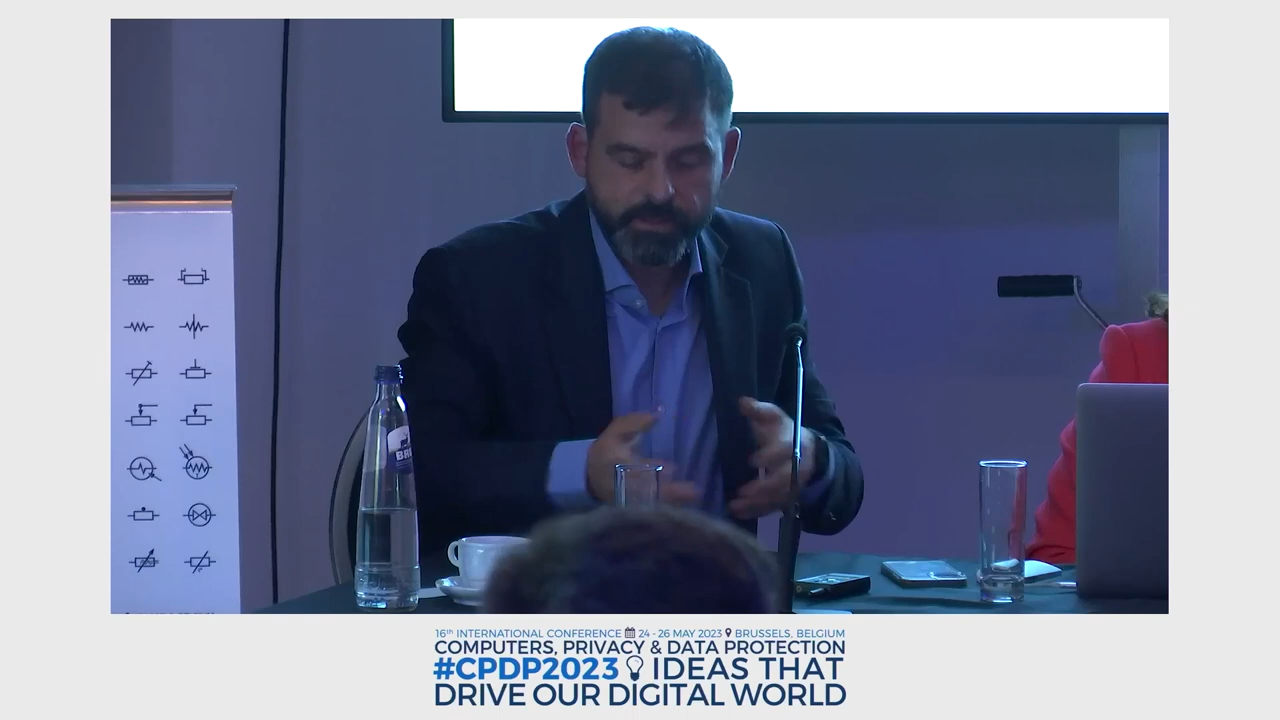 BR
16th INTERNATIONAL CONFERENCE 24 - 26 MAY 2023 BRUSSELS, BELGIUM
COMPUTERS, PRIVACY & DATA PROTECTION
#CPDP2023 IDEAS THAT
DRIVE OUR DIGITAL WORLD